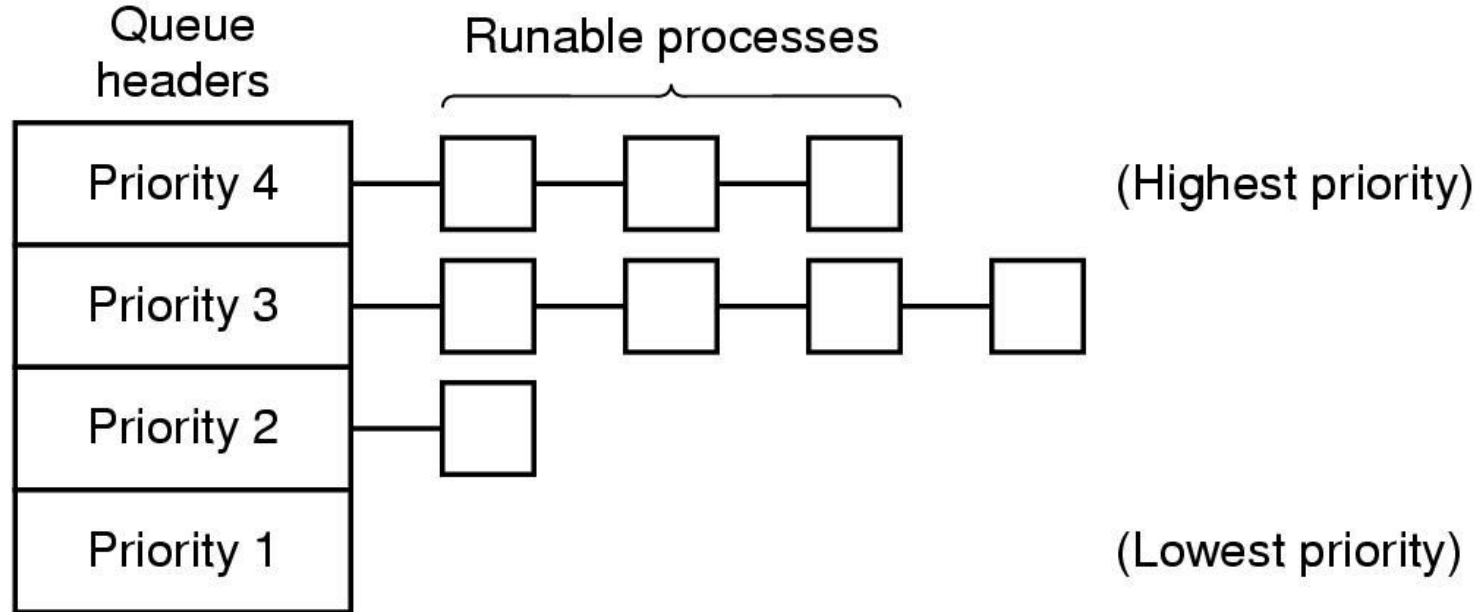 Queue
headers
Runable processes
Priority 4
(Highest priority)
Priority 3
Priority 2
Priority 1
(Lowest priority)